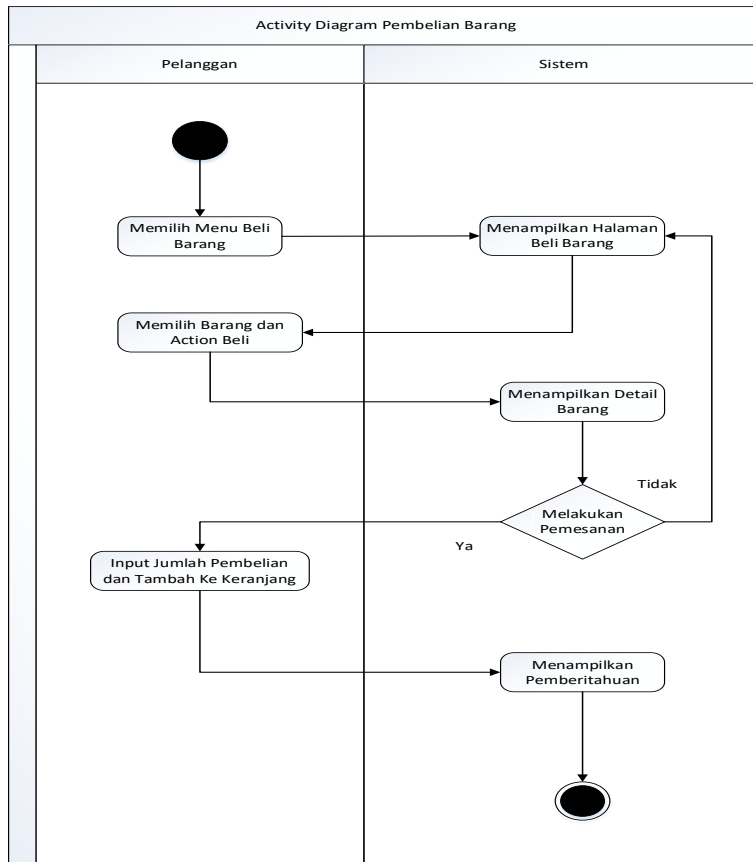 Activity Diagram Pembelian Barang
Pelanggan
Sistem
Memilih Menu Beli
Barang
Menampilkan Halaman
Beli Barang
Memilih Barang dan
Action Beli
Menampilkan Detail
Barang
Tidak
Melakukan
Pemesanan
Ya
Input Jumlah Pembelian
dan Tambah Ke Keranjang
Menampilkan
Pemberitahuan